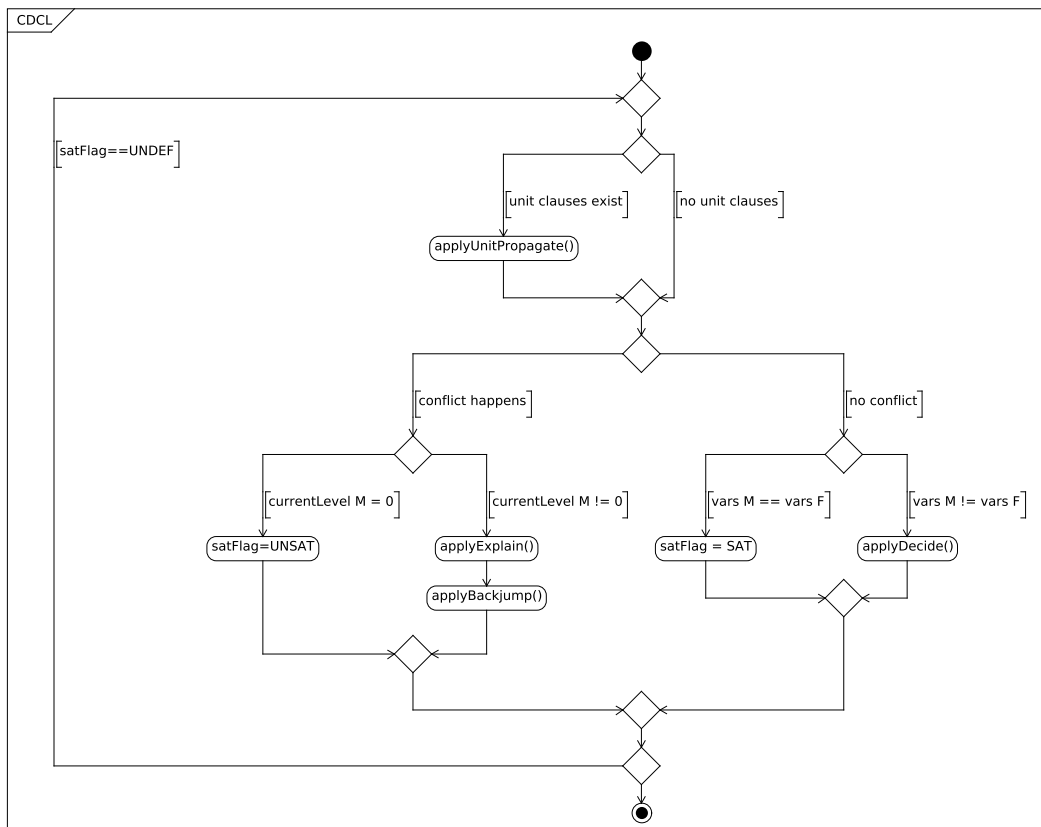 CDCL
[satFlag==UNDEF]
[unit clauses exist]
[no unit clauses]
applyUnitPropagate()
[conflict happens]
[no conflict]
[currentLevel M = 0]
[currentLevel M != 0]
[vars M == vars F]
[vars M != vars F]
satFlag=UNSAT
applyExplain()
satFlag = SAT
applyDecide()
applyBackjump()